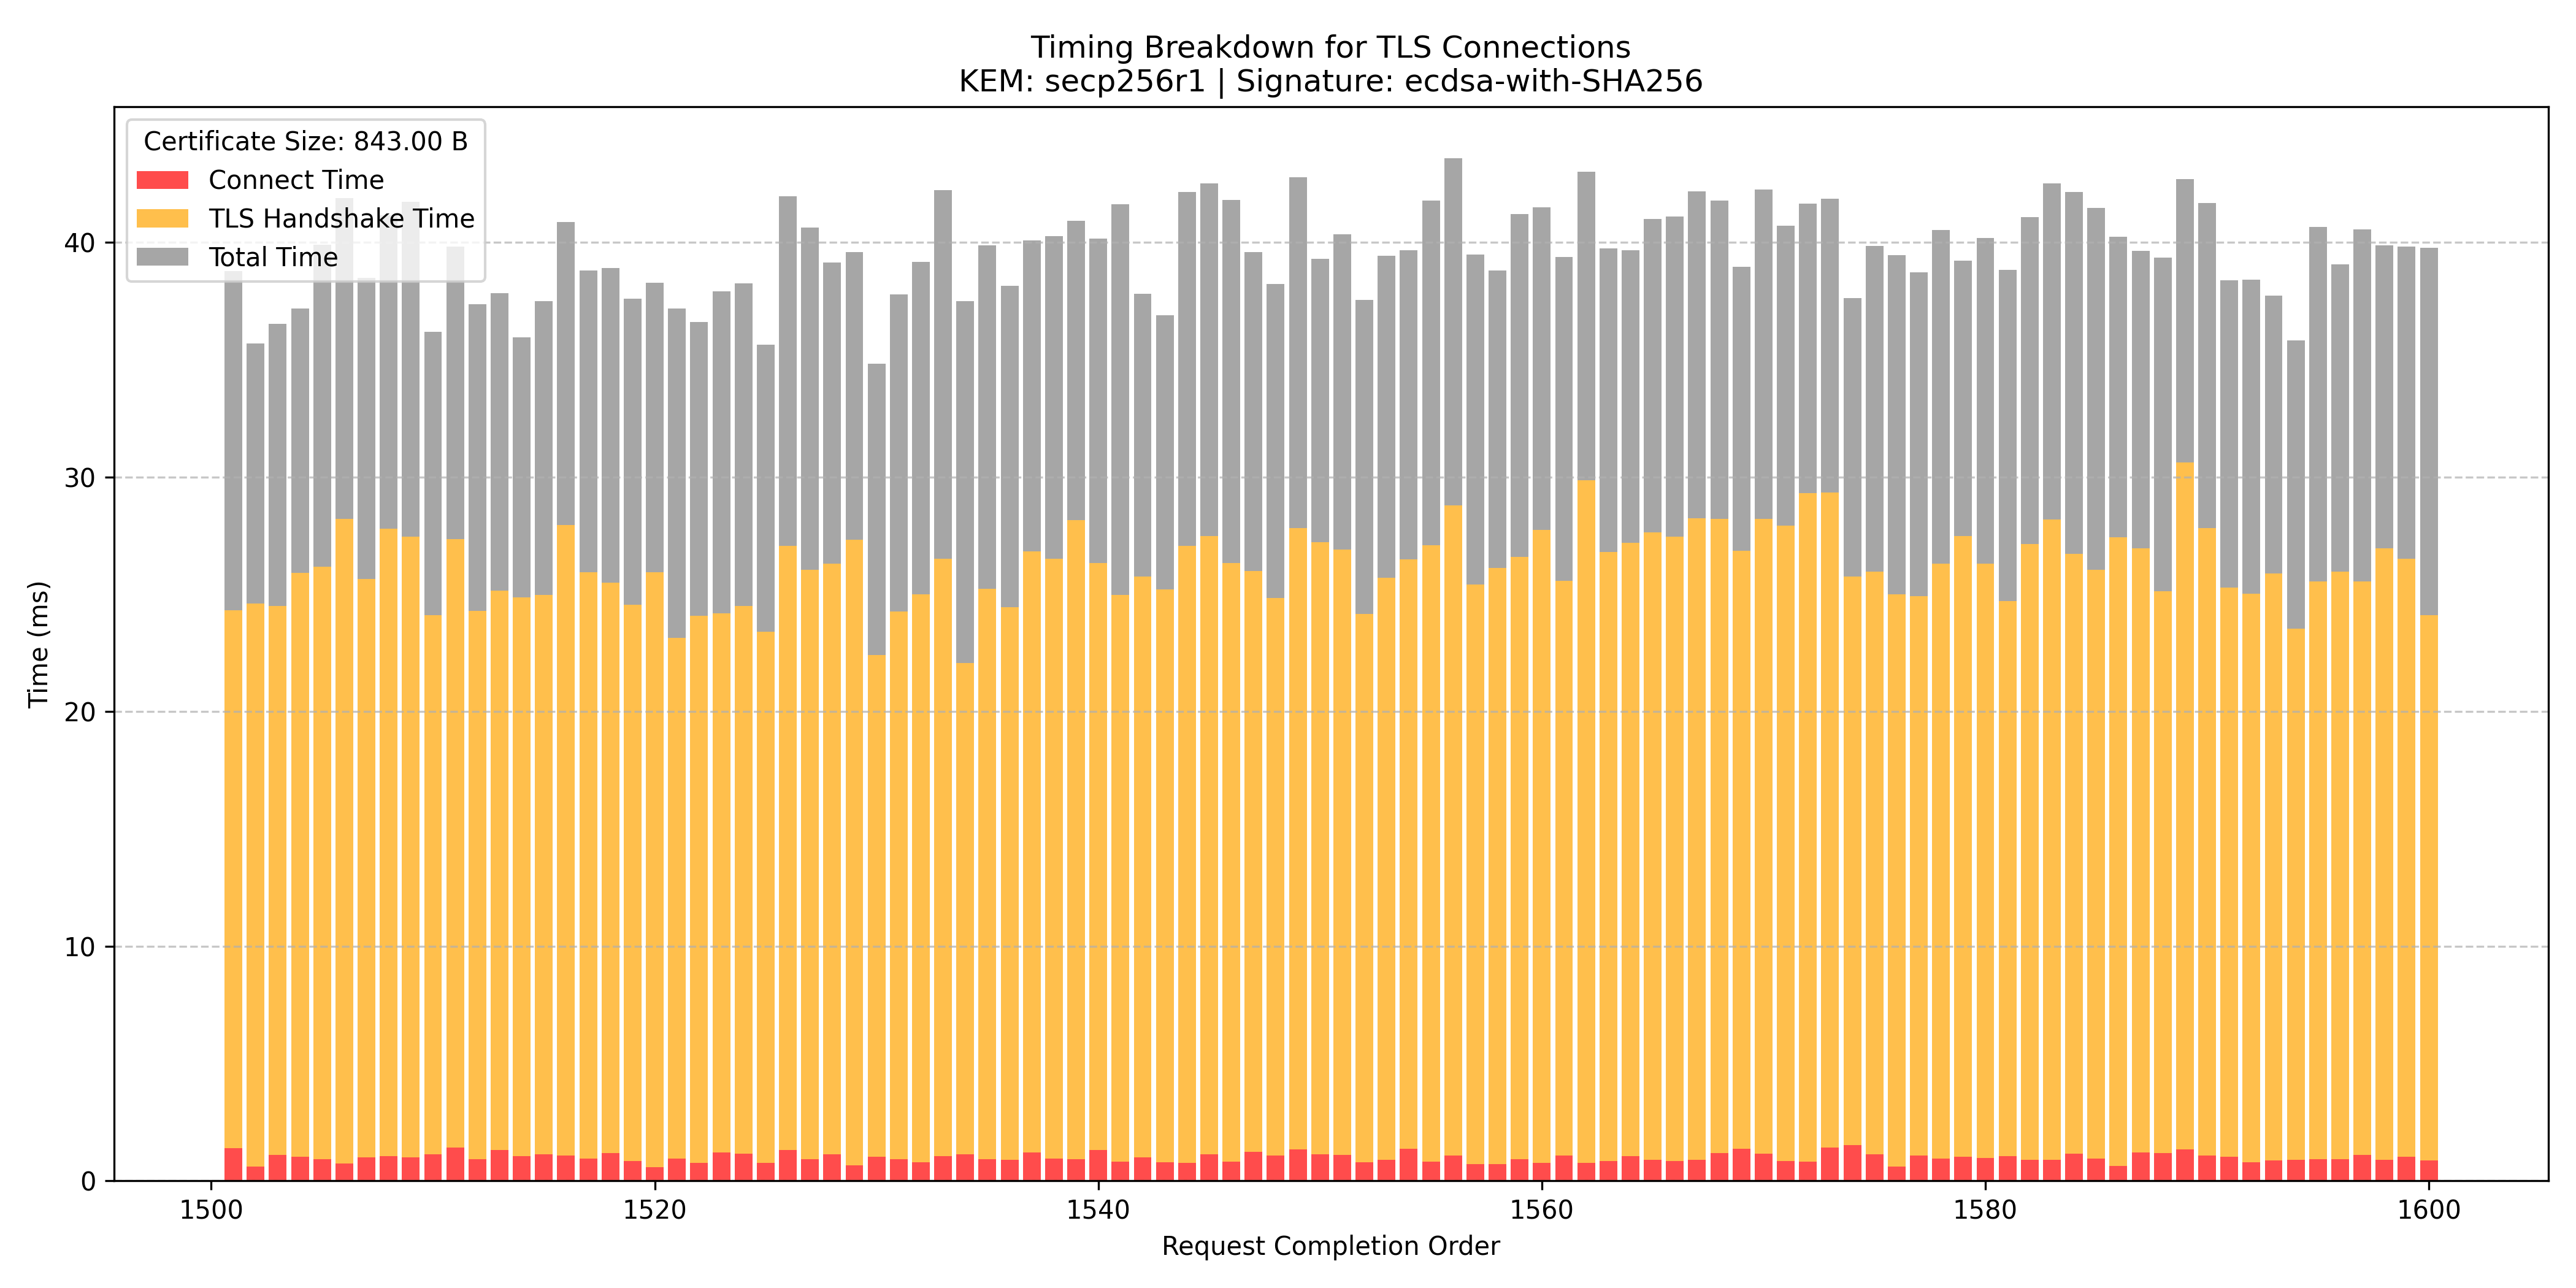 Timing Breakdown for TLS Connections
KEM: secp256r1 | Signature: ecdsa-with-SHA256
Certificate Size: 843.00 B
Connect Time
TLS Handshake Time
Total Time
Time (ms)
40
30
20
10
0
1500 1520 1540 1560 1580 1600
Request Completion Order